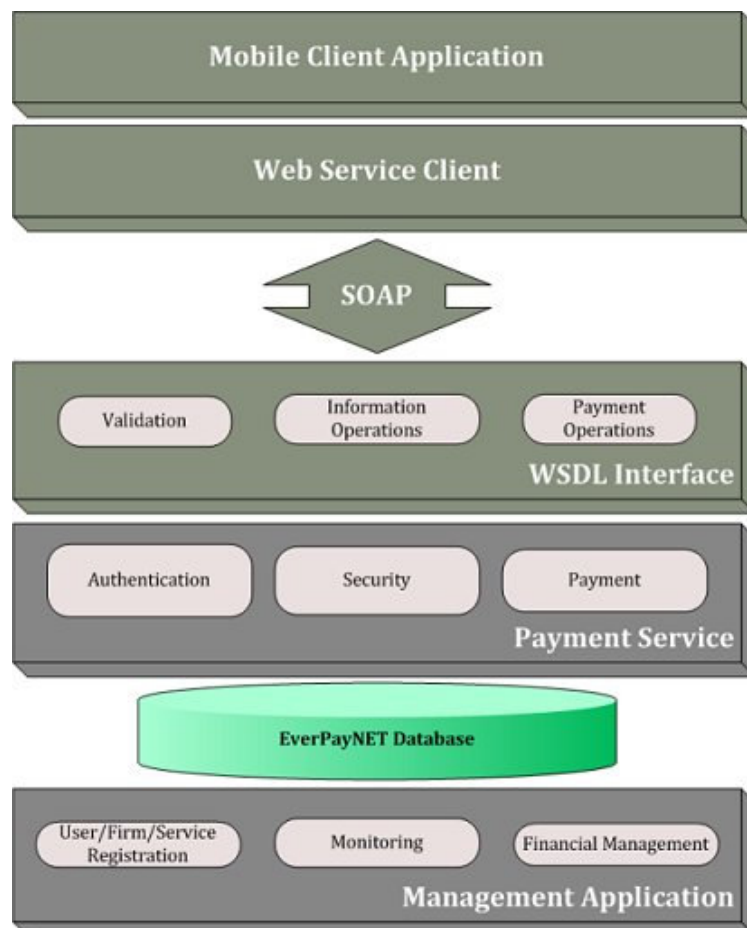 Mobile Client Application
Web Service Client
SOAP
Validation
Information
Operations
Payment
Operations
WSDL Interface
Authentication
Security
Payment
Payment Service
EverPayNET Database
User/Firm/Service
Registration
Monitoring
Financial Management
Management Application